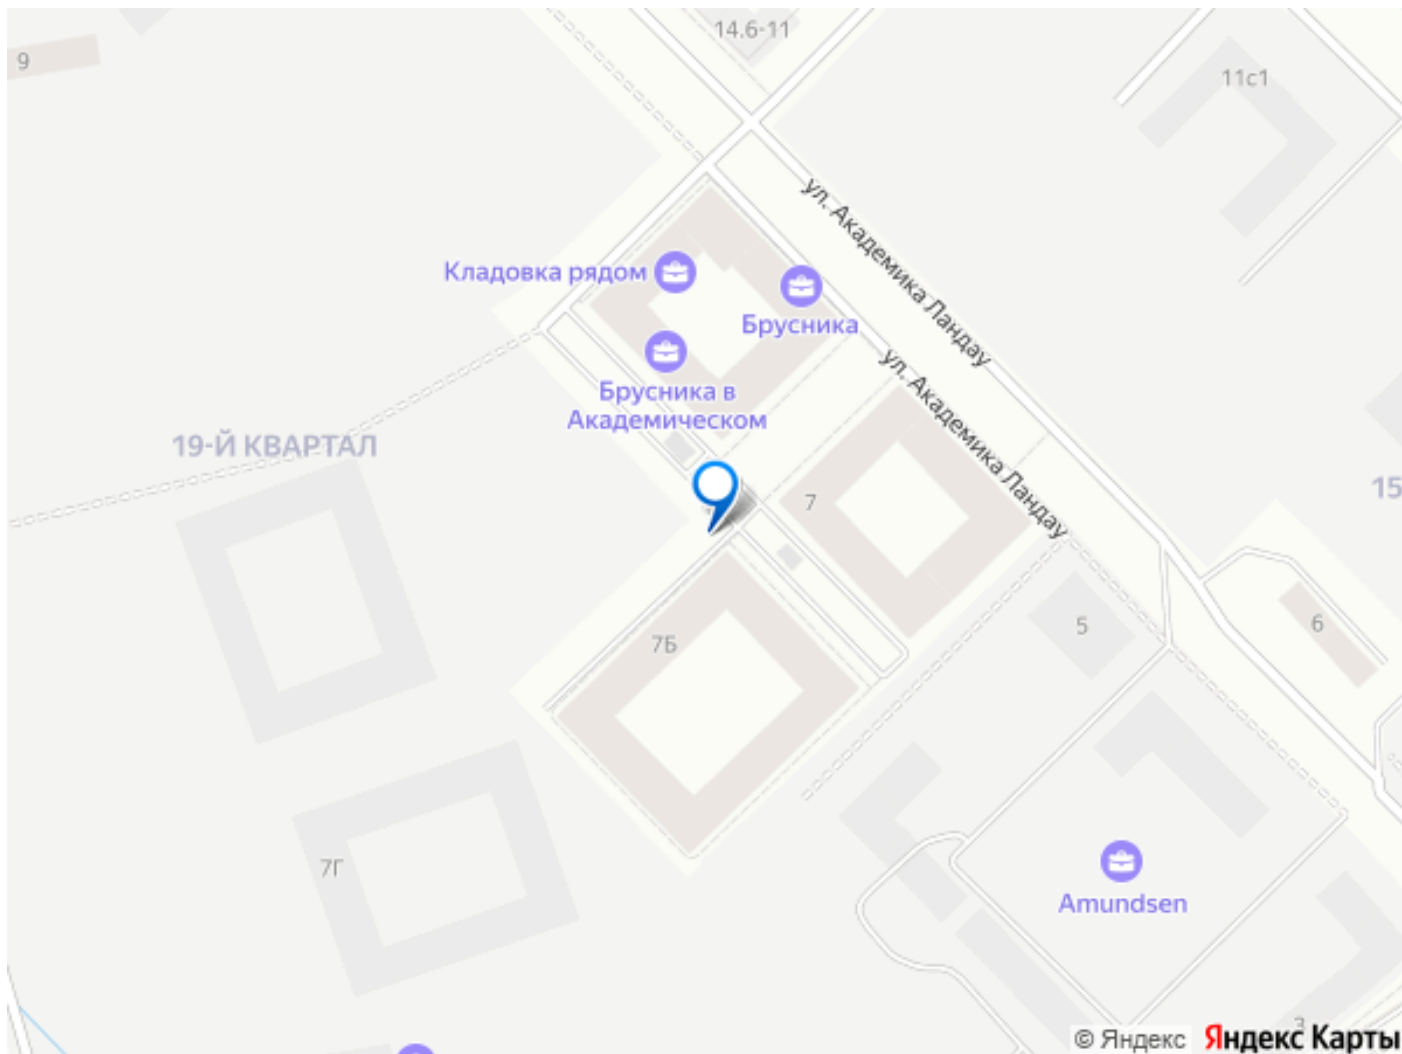 14.6-11
9
11с1
ул. Академика Ландау
Кладовка рядом
Брусника
Брусника в
Академическом
ул. Академика Ландау
19-Й КВАРТАЛ
15
7
5
6
7Б
7Г
Amundsen
3
© Яндекс Яндекс Карты